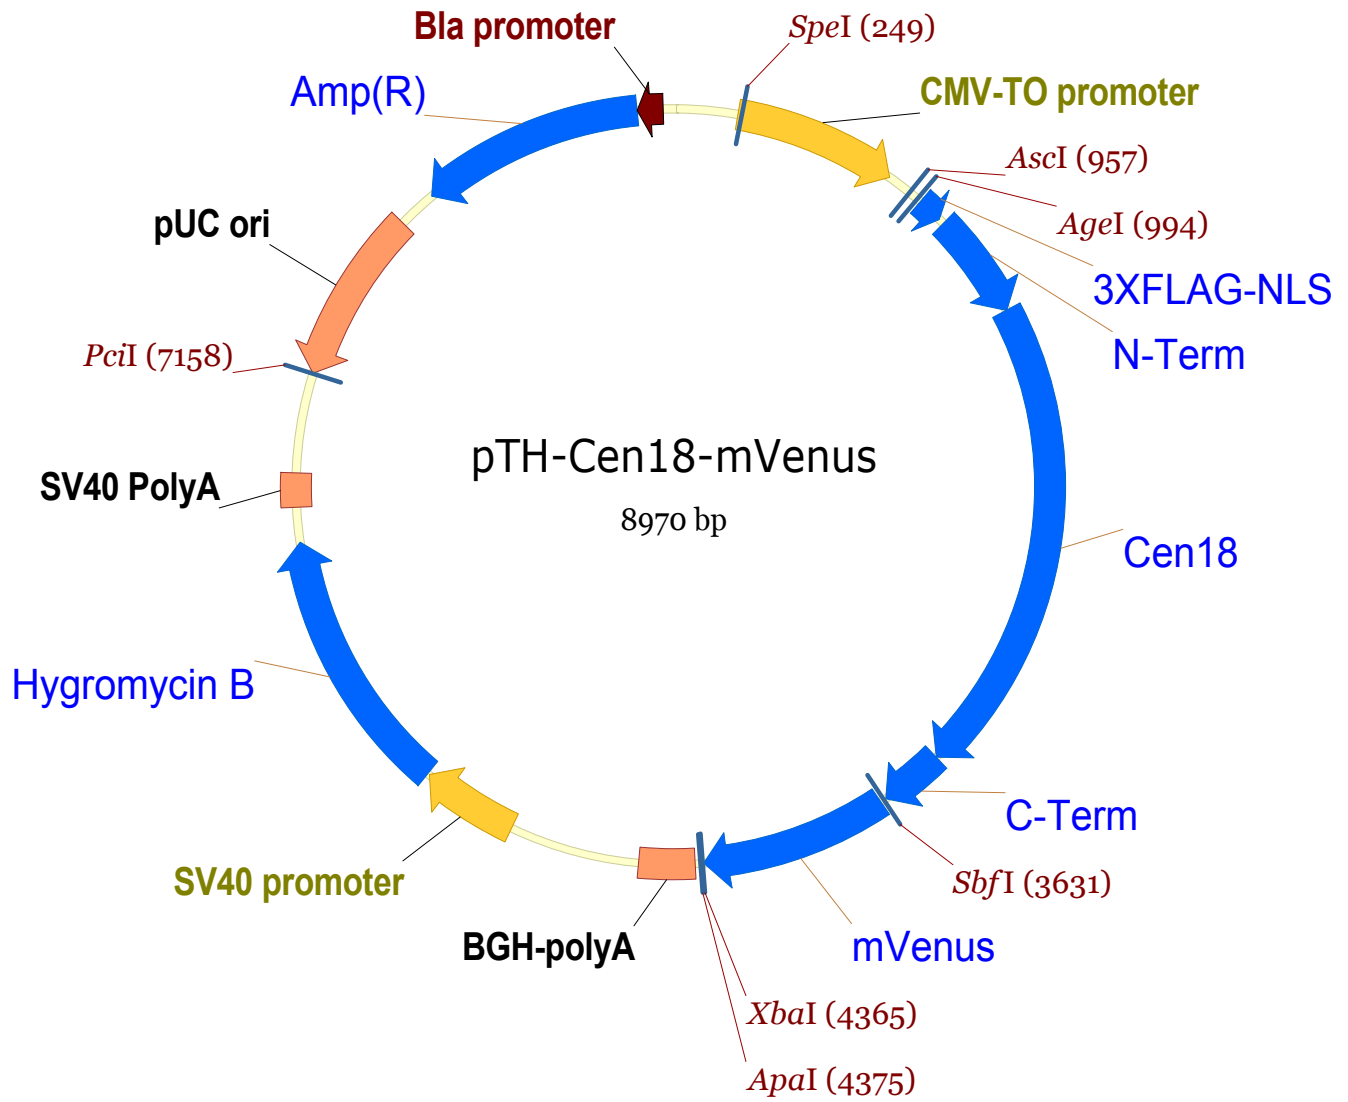 Bla promoter
SpeI (249)
Amp(R)
CMV-TO promoter
AscI (957)
pUC ori
AgeI (994)
3XFLAG-NLS
PciI (7158)
N-Term
pTH-Cen18-mVenus
SV40 PolyA
8970 bp
Cen18
Hygromycin B
C-Term
SV40 promoter
SbfI (3631)
BGH-polyA
mVenus
XbaI (4365)
ApaI (4375)